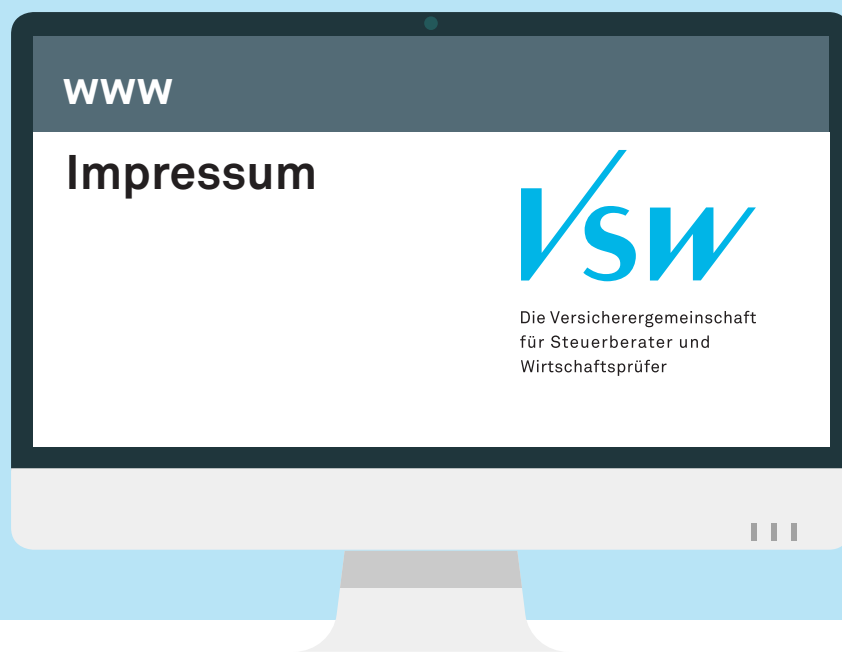 www
Impressum
VSW
Die Versicherergemeinschaft
für Steuerberater und
Wirtschaftsprüfer